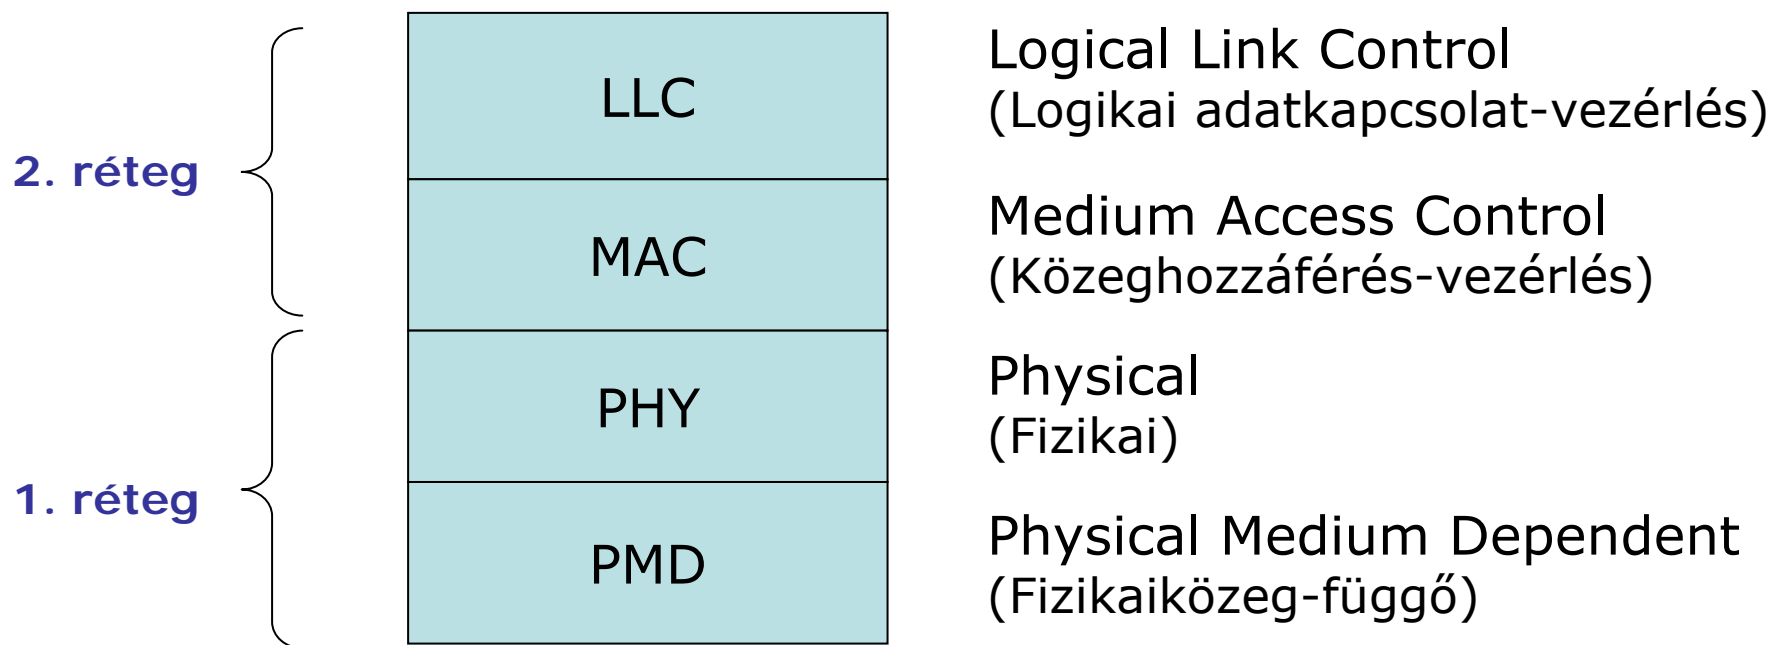 2. réteg
LLC
Logical Link Control
(Logikai adatkapcsolat-vezérlés)
MAC
Medium Access Control
(Közeghozzáférés-vezérlés)
1. réteg
PHY
Physical
(Fizikai)
PMD
Physical Medium Dependent
(Fizikaiközeg-függő)